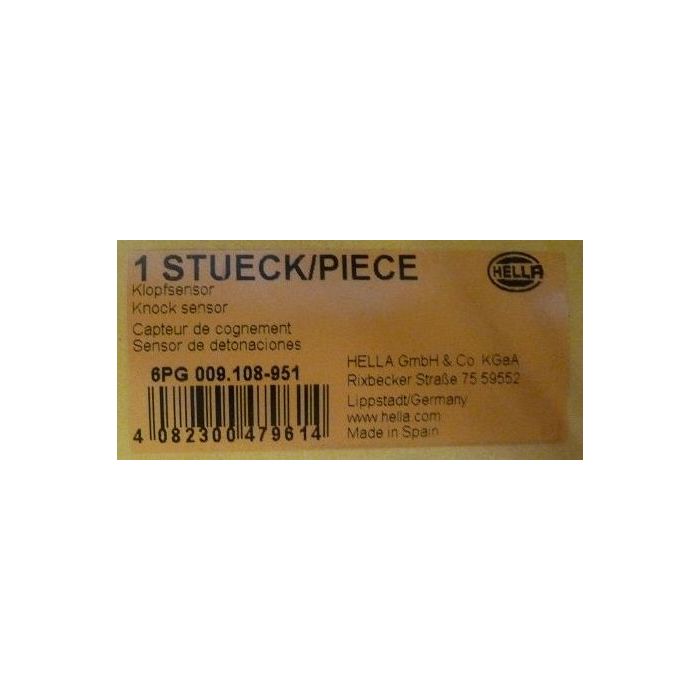 1 STUECK/PIECE
HELLA
Klopfsensor
Knock sensor
Capteur de cognement
Sensor de detonaciones
6PG 009.108-951
4 082300 479614
HELLA GmbH & Co. KGaA
Rixbecker Straße 75 59552
Lippstadt/Germany
www.hella.com
Made in Spain